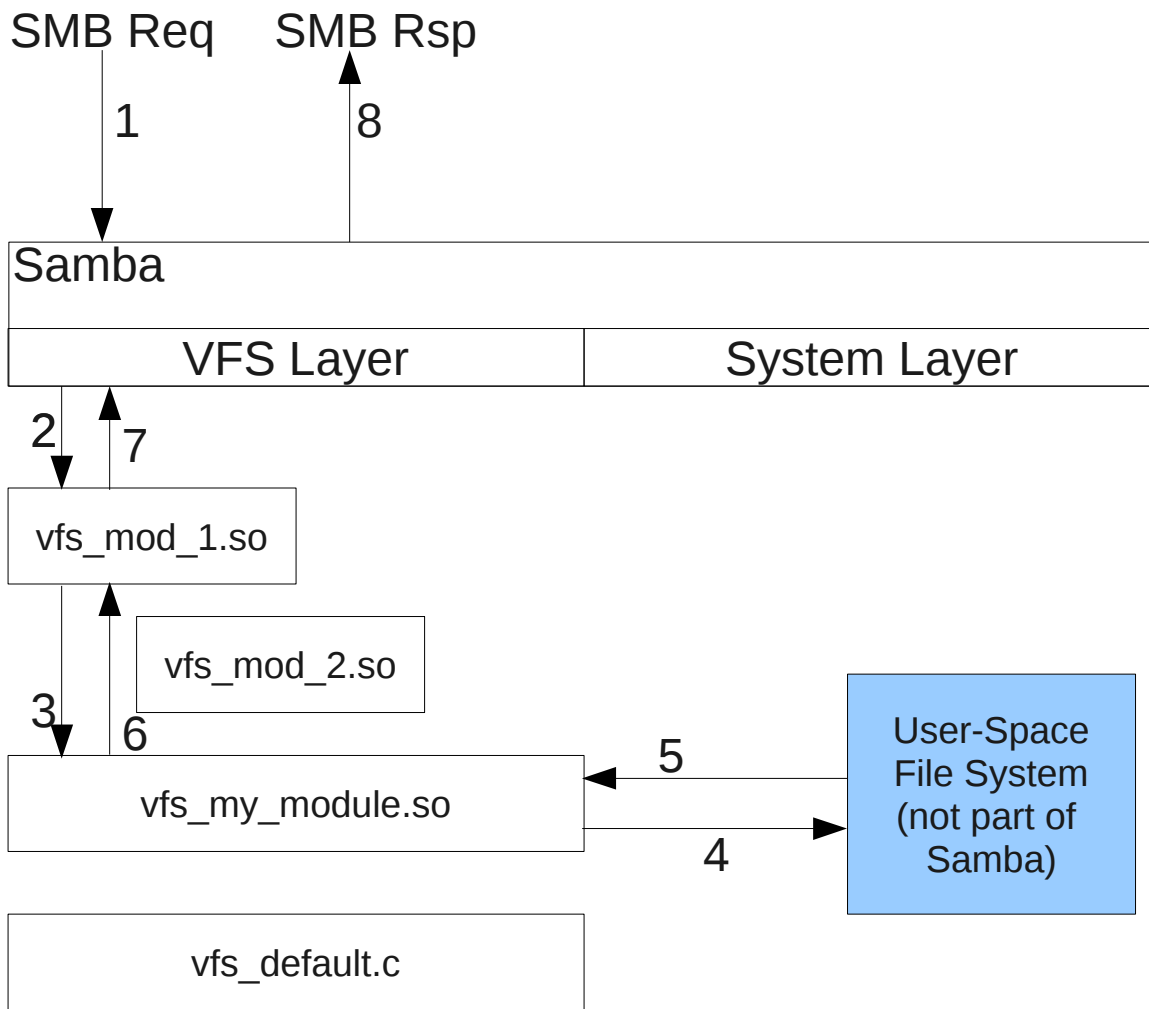 SMB Req SMB Rsp
1 8
Samba
VFS Layer System Layer
2 7
vfs_mod_1.so
vfs_mod_2.so
3 6
vfs_my_module.so
5
4
User-Space
File System
(not part of
Samba)
vfs_default.c